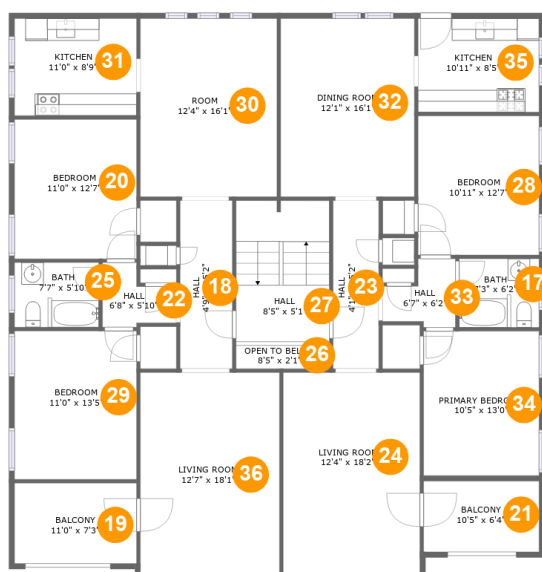 KITCHEN
11'0" x 8'9"
31
ROOM
12'4" x 16'1"
30
DINING ROOM
12'1" x 16'1"
32
KITCHEN
10'11" x 8'5"
35
BEDROOM
11'0" x 12'7"
20
BEDROOM
10'11" x 12'7"
28
BATH
7'7" x 5'10"
25
HALL
6'8" x 5'10"
22
HALL
18
HALL
8'5" x 5'1"
27
HALL
23
HALL
6'7" x 6'2"
33
BATH
17
OPEN TO
8'5" x 2'1"
26
BEDROOM
11'0" x 13'5"
29
PRIMARY
10'5" x 13'0"
34
LIVING ROOM
12'7" x 18'1"
36
LIVING ROOM
12'4" x 18'2"
24
BALCONY
11'0" x 7'3"
19
BALCONY
10'5" x 6'4"
21